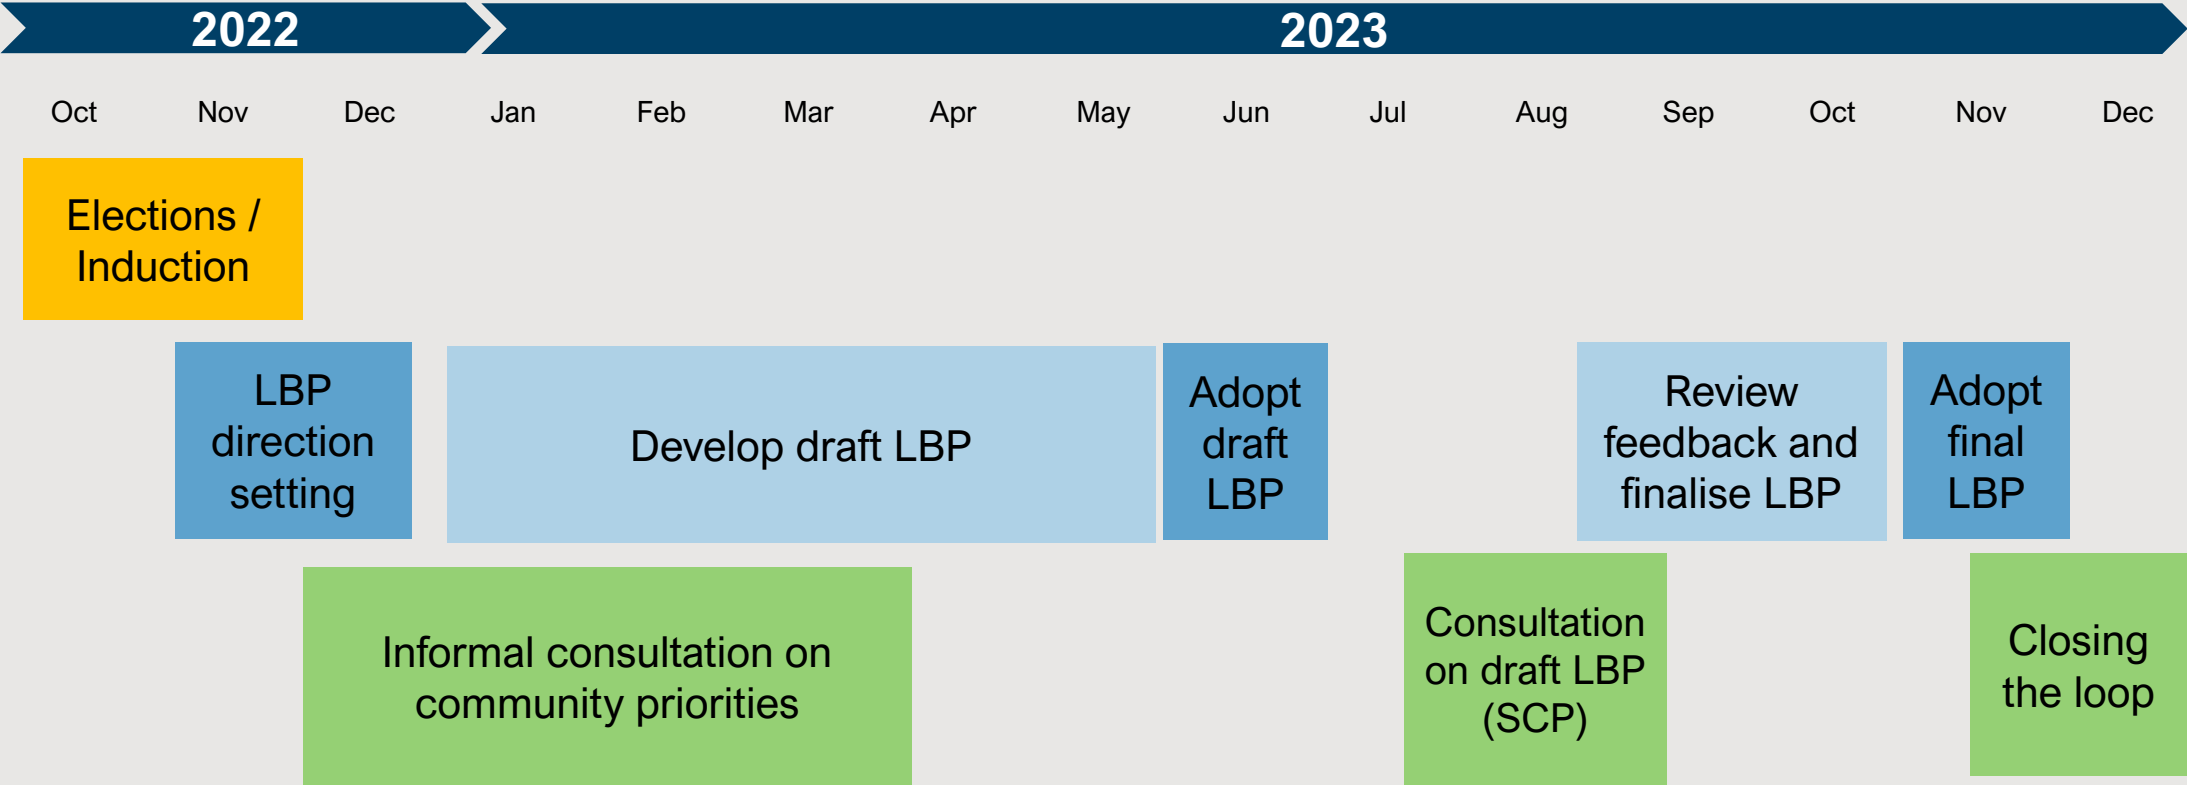 2022
2023
Oct Nov Dec Jan Feb Mar Apr May Jun Jul Aug Sep Oct Nov Dec
Elections /
Induction
LBP
direction
setting
Develop draft LBP
Adopt
draft
LBP
Review
feedback and
finalise LBP
Adopt
final
LBP
Informal consultation on
community priorities
Consultation
on draft LBP
(SCP)
Closing
the loop